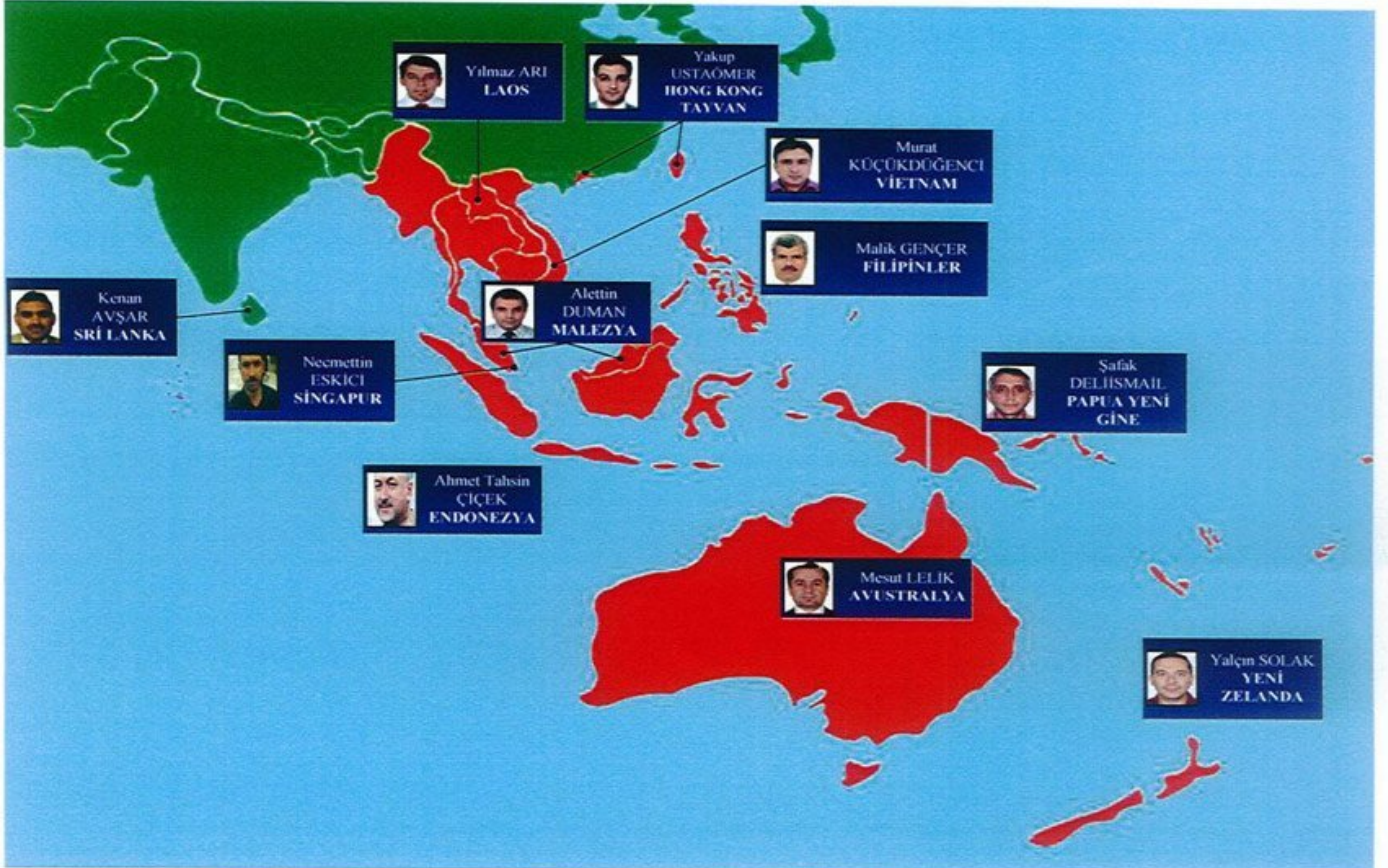 Yılmaz ARI
LAOS
Yakup
USTAÖMER
HONG KONG
TAYVAN
Murat
KÜÇÜKDÜĞENCİ
VİETNAM
Malik GENÇER
FİLİPİNLER
Kenan
AVŞAR
SRİ LANKA
Alettin
DUMAN
MALEZYA
Necmettin
ESKİCİ
SİNGAPUR
Şafak
DELİİSMAİL
PAPUA YENİ
GİNE
Ahmet Tahsin
ÇİÇEK
ENDONEZYA
Mesut LELİK
AVUSTRALYA
Yalçın SOLAK
YENİ
ZELANDA